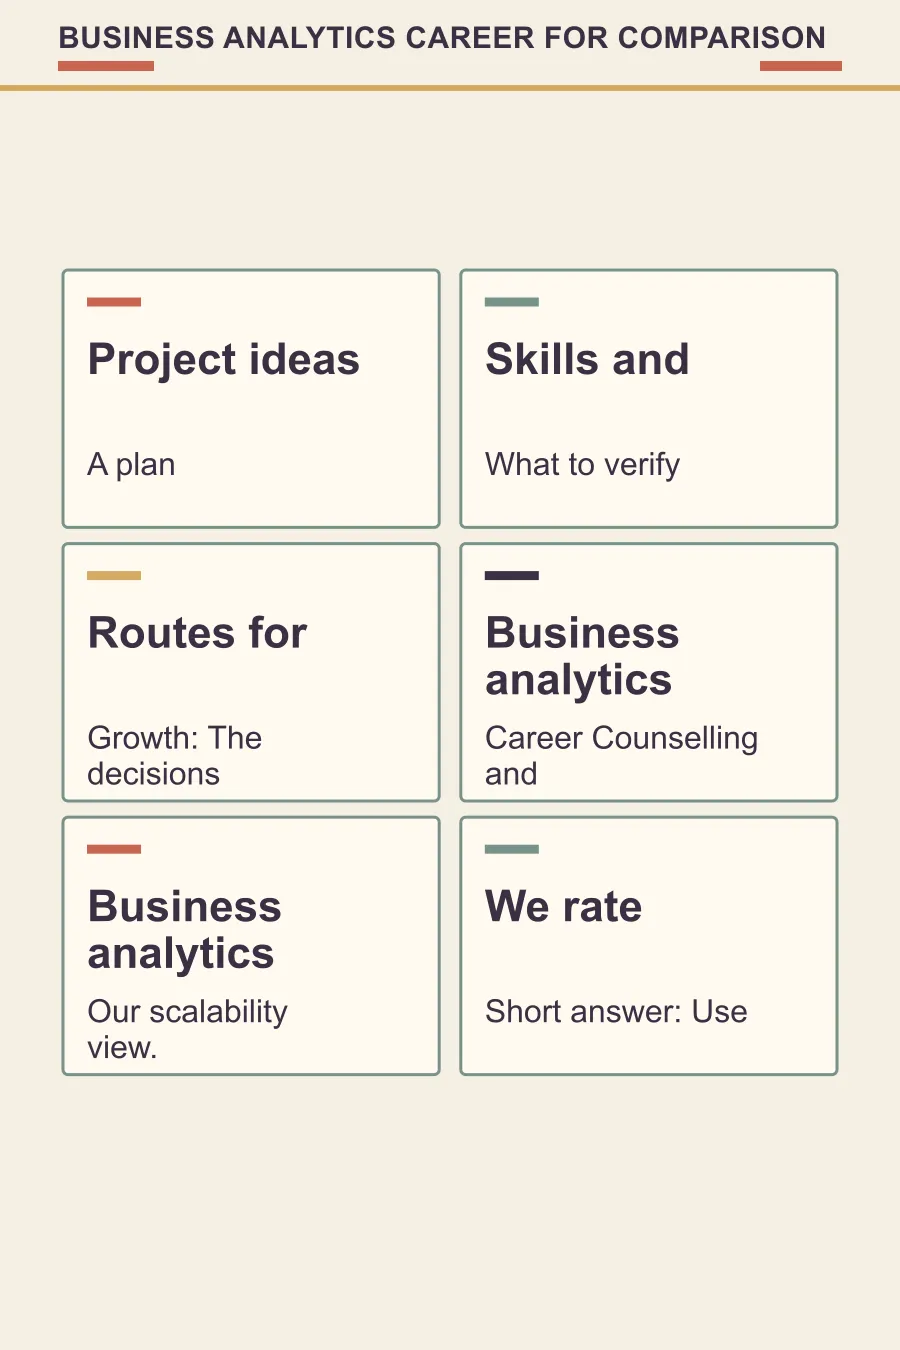 BUSINESS ANALYTICS CAREER FOR COMPARISON
Project ideas
A plan
Skills and
What to verify
Routes for
Growth: The
decisions
Business
analytics
Career Counselling
and
Business
analytics
Our scalability
view.
We rate
Short answer: Use